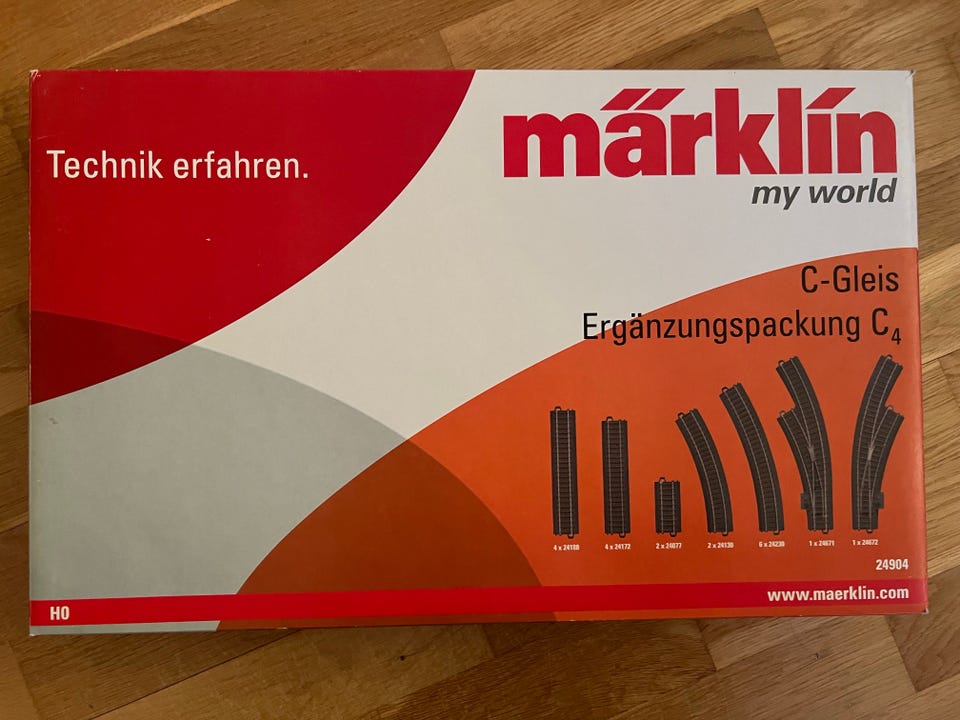 Technik erfahren.
märklin
my world
C-Gleis
Ergänzungspackung C4
4 x 24188
4 x 24172
2 x 24077
2 x 24130
6 x 24230
1 x 24671
1 x 24672
24904
www.maerklin.com
H0